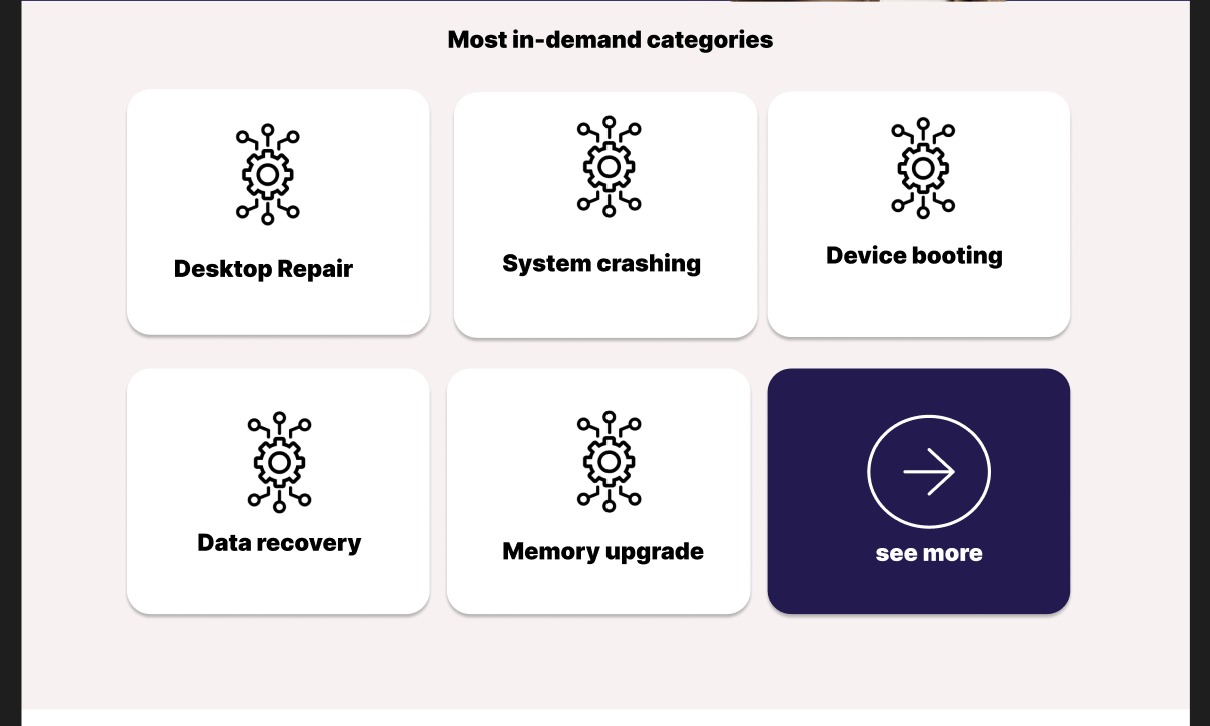 Most in-demand categories
Desktop Repair
System crashing
Device booting
Data recovery
Memory upgrade
see more